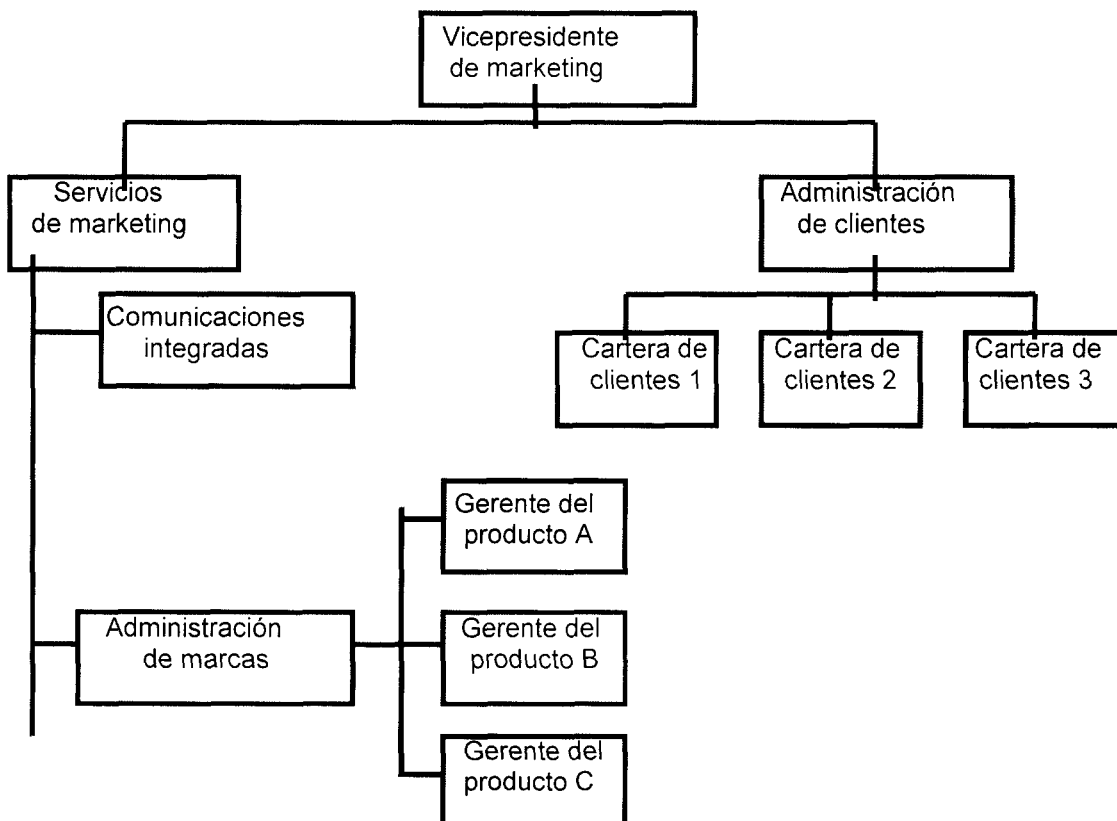 Vicepresidente
de marketing
Servicios
de marketing
Administración
de clientes
Comunicaciones
integradas
Cartera de
clientes 1
Cartera de
clientes 2
Cartera de
clientes 3
Gerente del
producto A
Administración
de marcas
Gerente del
producto B
Gerente del
producto C